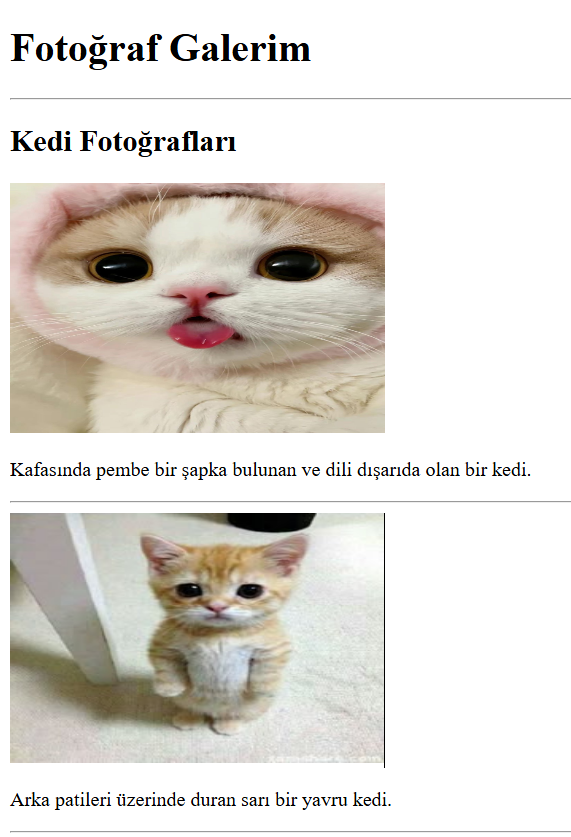 Fotoğraf Galerim
Kedi Fotoğrafları
Kafasında pembe bir şapka bulunan ve dili dışarıda olan bir kedi.
Arka patileri üzerinde duran sarı bir yavru kedi.